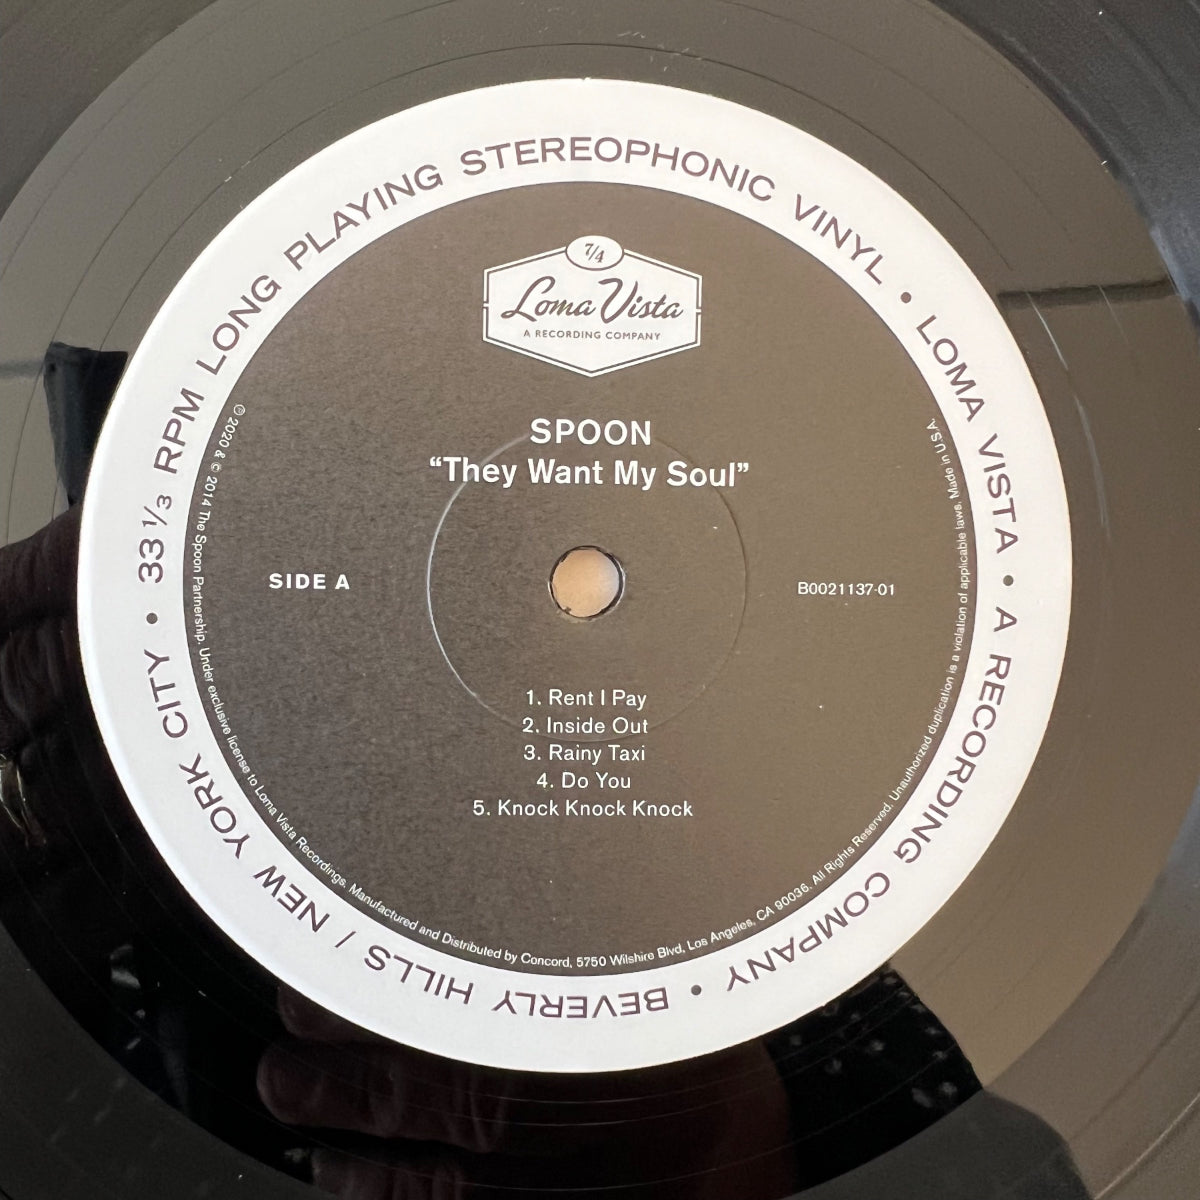 33 1/3 RPM LONG PLAYING STEREOPHONIC VINYL • LOMA VISTA • A RECORDING COMPANY • BEVERLY HILLS / NEW YORK CITY •
7/4
Loma Vista
A RECORDING COMPANY
SPOON
“They Want My Soul”
SIDE A
B0021137-01
1. Rent I Pay
2. Inside Out
3. Rainy Taxi
4. Do You
5. Knock Knock Knock
℗ 2020 & © 2014 The Spoon Partnership. Under exclusive license to Loma Vista Recordings. Manufactured and Distributed by Concord, 5750 Wilshire Blvd, Los Angeles, CA 90036. All Rights Reserved. Unauthorized duplication is a violation of applicable laws. Made in U.S.A.